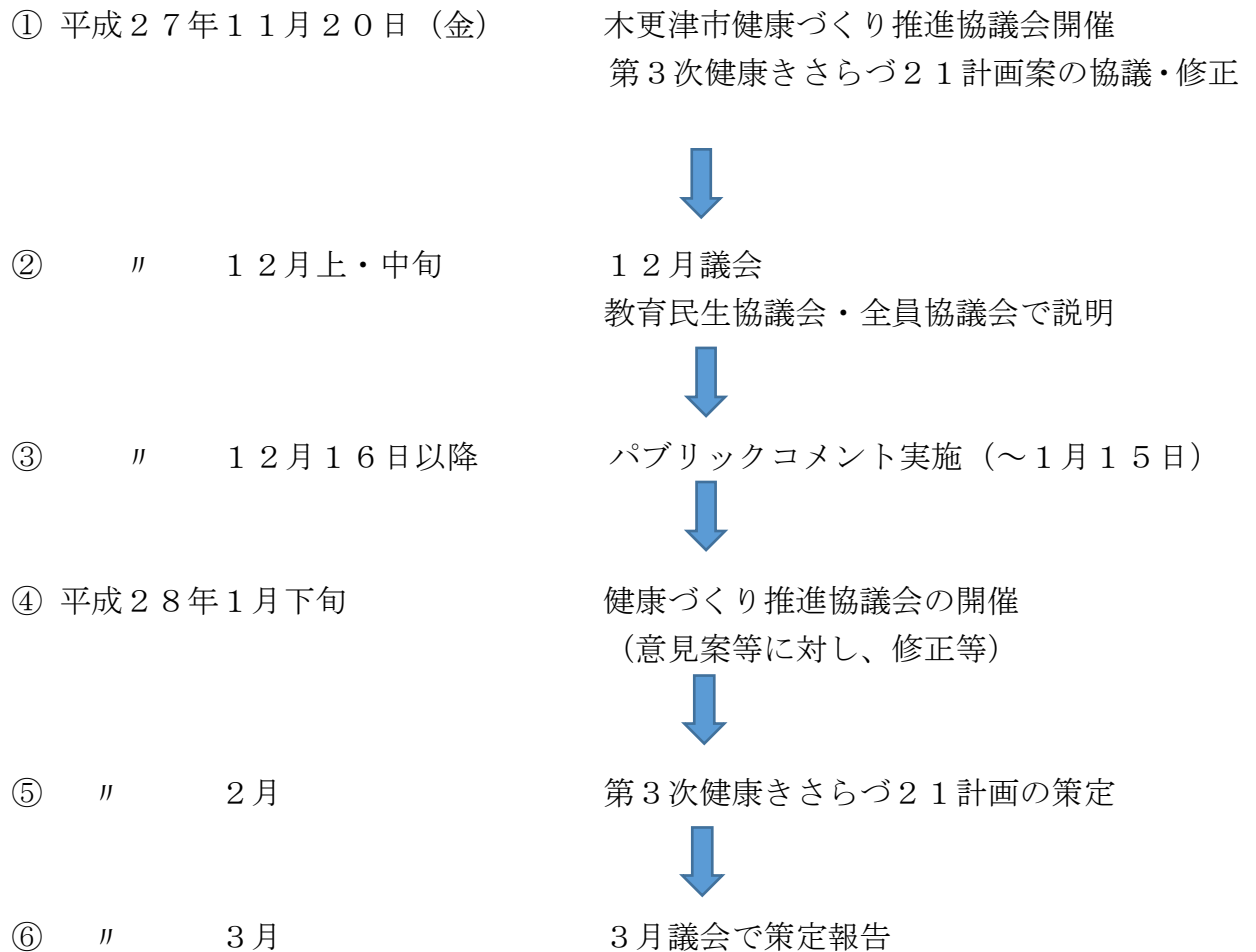 ① 平成２７年１１月２０日（金） 木更津市健康づくり推進協議会開催
第３次健康きさらづ２１計画案の協議・修正
② 〃 １２月上・中旬 １２月議会
教育民生協議会・全員協議会で説明
③ 〃 １２月１６日以降 パブリックコメント実施（～１月１５日）
④ 平成２８年１月下旬 健康づくり推進協議会の開催
（意見案等に対し、修正等）
⑤ 〃 ２月 第３次健康きさらづ２１計画の策定
⑥ 〃 ３月 ３月議会で策定報告